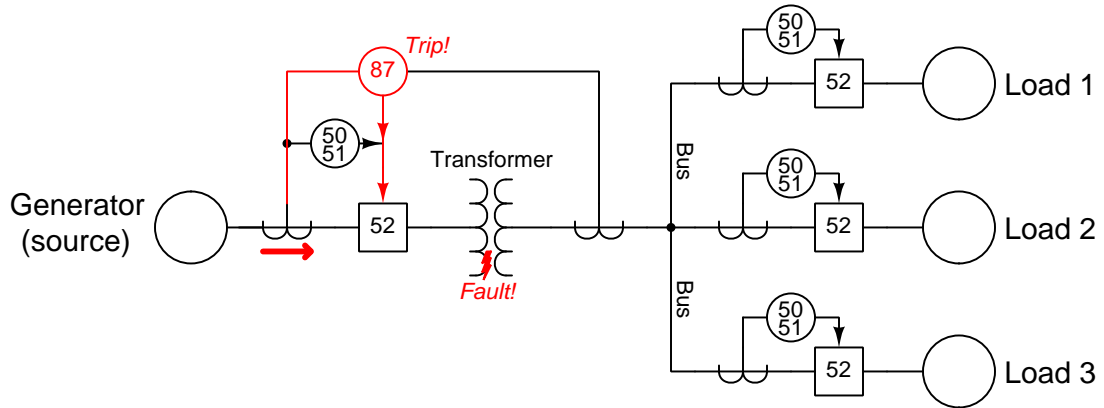 Trip!
87
50
51
Transformer
52
Fault!
Generator
(source)
Bus
Bus
50
51
52
Load 1
50
51
52
Load 2
50
51
52
Load 3